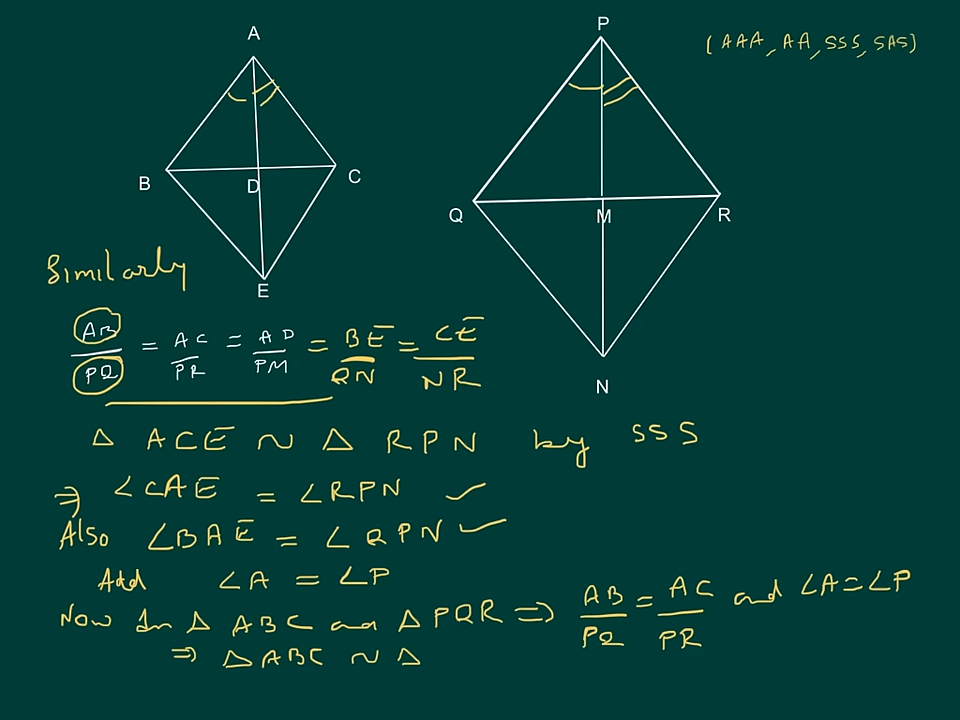 A
P
(AAA, AA, SSS, SAS)
B
D
C
Q
M
R
E
N
Similarly
AB/PQ = AC/PR = AD/PM = BE/QN = CE/NR
Δ ACE ~ Δ RPN by SSS
⇒ ∠CAE = ∠RPN ✓
Also ∠BAE = ∠QPN ✓
Add ∠A = ∠P
Now In Δ ABC and Δ PQR ⇒ AB/PQ = AC/PR and ∠A = ∠P
⇒ Δ ABC ~ Δ